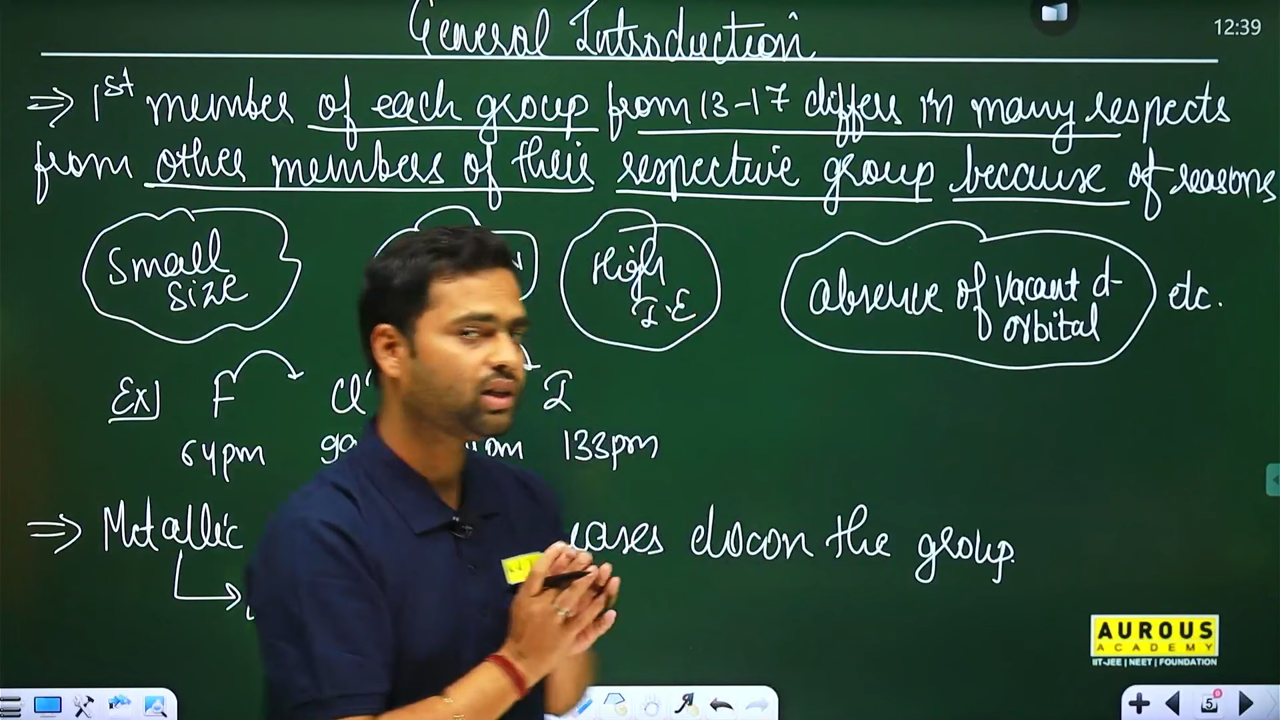 General Introduction
12:39
⇒ 1st member of each group from 13-17 differs in many respects
from other members of their respective group because of reasons
Small Size
High I.E
absence of vacant d-orbital etc.
Ex] F Cl I
64pm 133pm
⇒ Metallic down the group.
AUROUS
ACADEMY
IIT-JEE | NEET | FOUNDATION
5